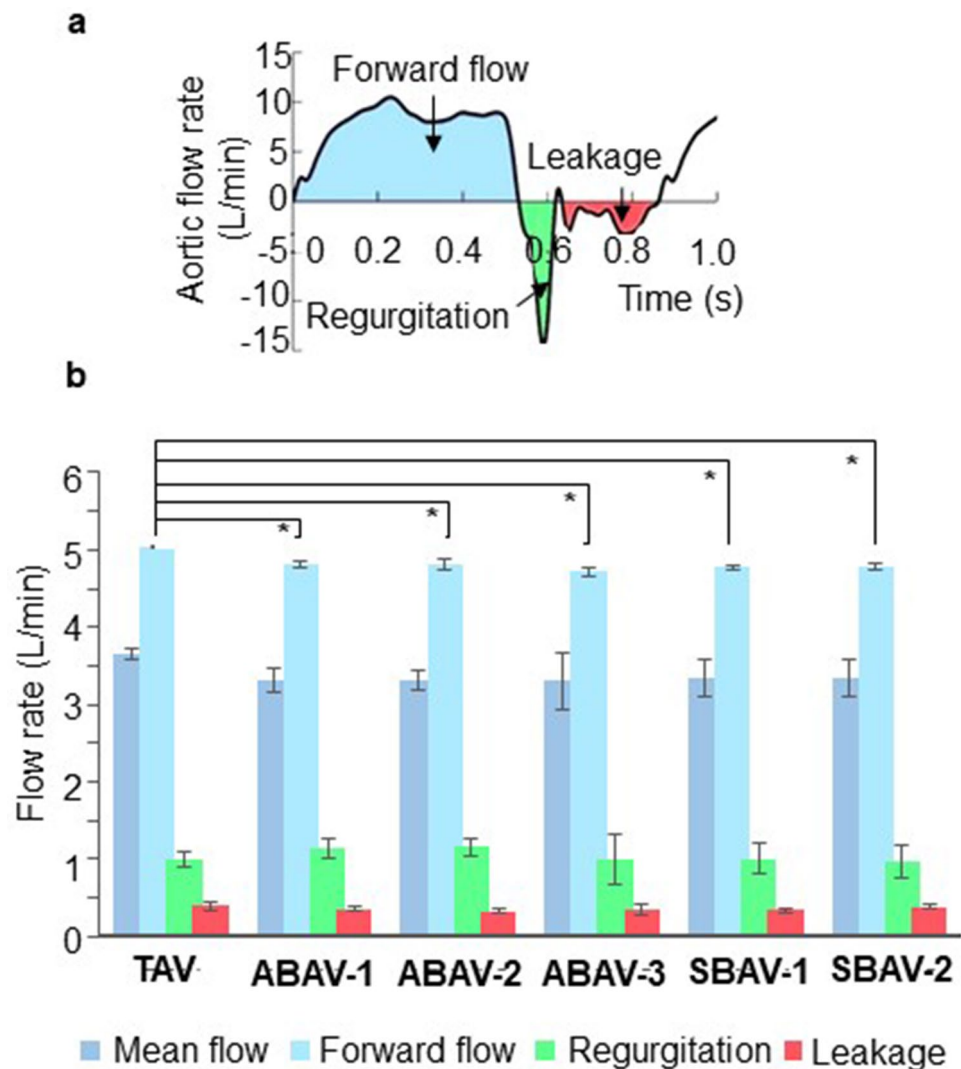 a
15
Forward flow
10
Aortic flow rate
(L/min)
5
Leakage
0
0 0.2 0.4 0.6 0.8 1.0
-5
-10
Time (s)
Regurgitation
-15
b
*
*
*
*
*
6
5
4
3
2
1
0
Flow rate (L/min)
TAV ABAV-1 ABAV-2 ABAV-3 SBAV-1 SBAV-2
Mean flow Forward flow Regurgitation Leakage